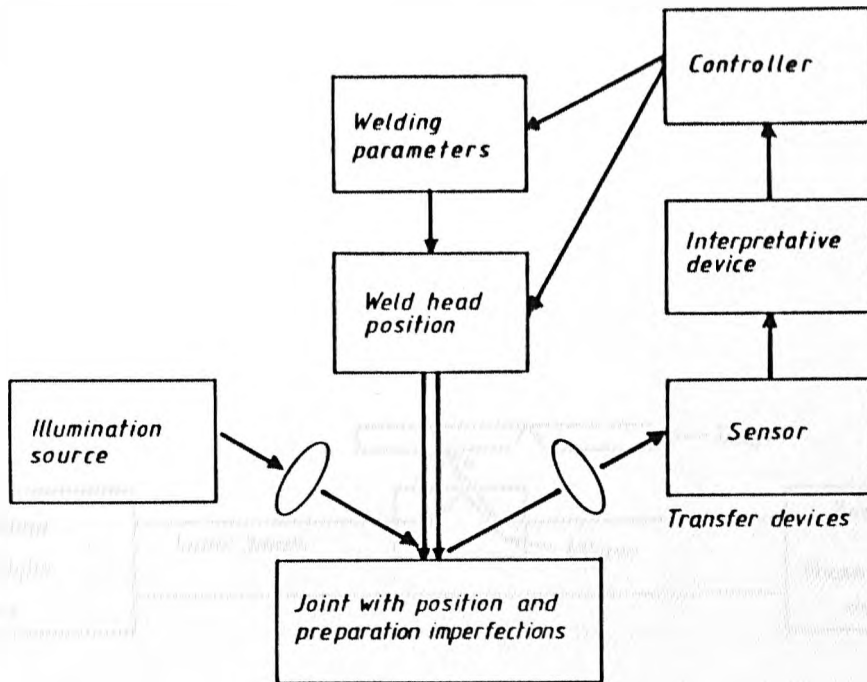 Controller
Welding
parameters
Interpretative
device
Weld head
position
Illumination
source
Sensor
Transfer devices
Joint with position and
preparation imperfections